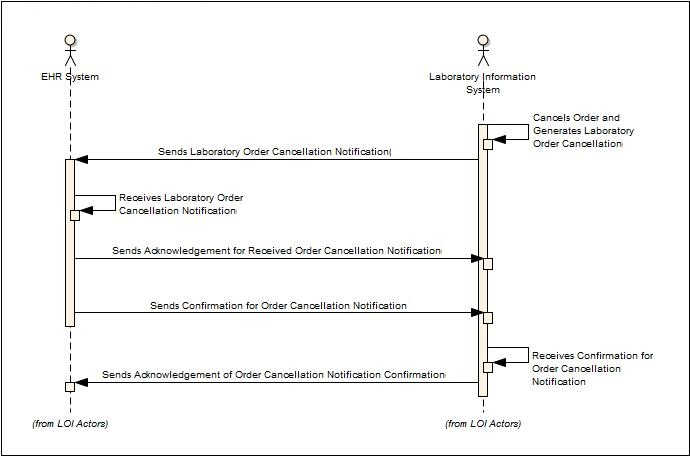 EHR System
Laboratory Information
System
Cancels Order and
Generates Laboratory
Order Cancellation
Sends Laboratory Order Cancellation Notification
Receives Laboratory Order
Cancellation Notification
Sends Acknowledgement for Received Order Cancellation Notification
Sends Confirmation for Order Cancellation Notification
Receives Confirmation for
Order Cancellation
Notification
Sends Acknowledgement of Order Cancellation Notification Confirmation
(from LOI Actors)
(from LOI Actors)